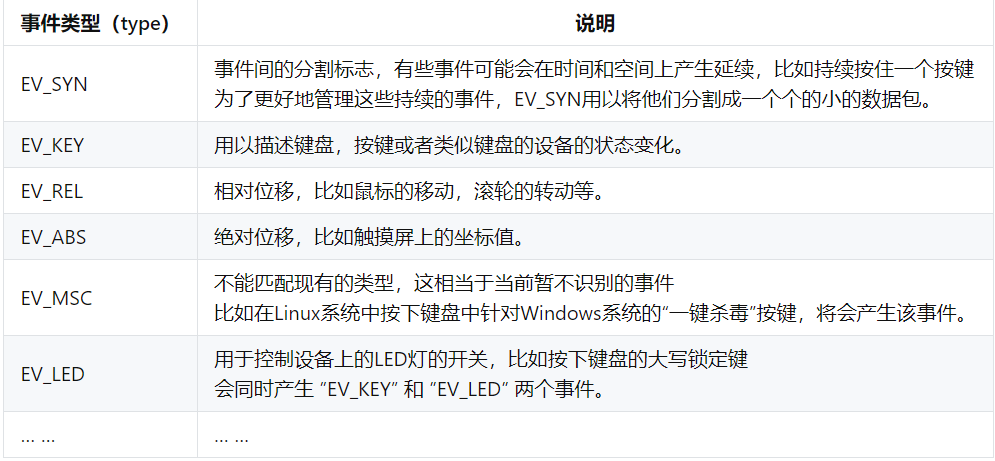 事件类型（type） 说明
EV_SYN 事件间的分割标志，有些事件可能会在时间和空间上产生延续，比如持续按住一个按键
为了更好地管理这些持续的事件，EV_SYN用以将他们分割成一个个的小的数据包。
EV_KEY 用以描述键盘，按键或者类似键盘的设备的状态变化。
EV_REL 相对位移，比如鼠标的移动，滚轮的转动等。
EV_ABS 绝对位移，比如触摸屏上的坐标值。
EV_MSC 不能匹配现有的类型，这相当于当前暂不识别的事件
比如在Linux系统中按下键盘中针对Windows系统的“一键杀毒”按键，将会产生该事件。
EV_LED 用于控制设备上的LED灯的开关，比如按下键盘的大写锁定键
会同时产生 “EV_KEY” 和 “EV_LED” 两个事件。
... ... ... ...